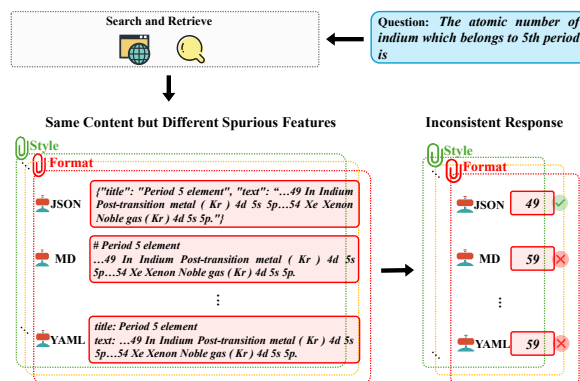 Search and Retrieve
Question: The atomic number of
indium which belongs to 5th period
is
Same Content but Different Spurious Features
Inconsistent Response
Style
Format
JSON
{"title": "Period 5 element", "text": “…49 In Indium
Post-transition metal ( Kr ) 4d 5s 5p…54 Xe Xenon
Noble gas ( Kr ) 4d 5s 5p."}
MD
# Period 5 element
…49 In Indium Post-transition metal ( Kr ) 4d 5s
5p…54 Xe Xenon Noble gas ( Kr ) 4d 5s 5p.
⋮
YAML
title: Period 5 element
text: …49 In Indium Post-transition metal ( Kr ) 4d 5s
5p…54 Xe Xenon Noble gas ( Kr ) 4d 5s 5p.
Style
Format
JSON
49
MD
59
⋮
YAML
59